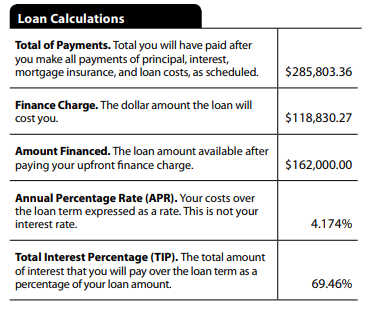 Loan Calculations
Total of Payments. Total you will have paid after
you make all payments of principal, interest,
mortgage insurance, and loan costs, as scheduled.
$285,803.36
Finance Charge. The dollar amount the loan will
cost you.
$118,830.27
Amount Financed. The loan amount available after
paying your upfront finance charge.
$162,000.00
Annual Percentage Rate (APR). Your costs over
the loan term expressed as a rate. This is not your
interest rate.
4.174%
Total Interest Percentage (TIP). The total amount
of interest that you will pay over the loan term as a
percentage of your loan amount.
69.46%